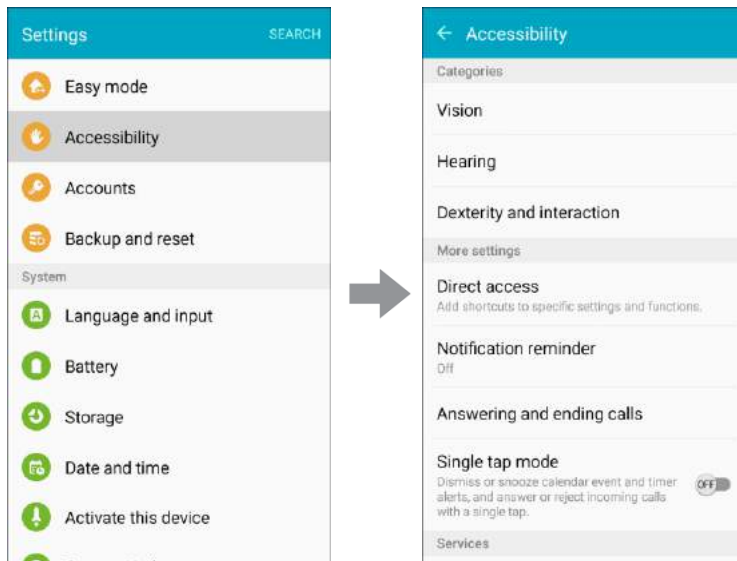 Settings
SEARCH
Easy mode
Accessibility
Accounts
Backup and reset
System
Language and input
Battery
Storage
Date and time
Activate this device
Accessibility
Categories
Vision
Hearing
Dexterity and interaction
More settings
Direct access
Add shortcuts to specific settings and functions.
Notification reminder
Off
Answering and ending calls
Single tap mode
Dismiss or snooze calendar event and timer
alerts, and answer or reject incoming calls
with a single tap.
OFF
Services